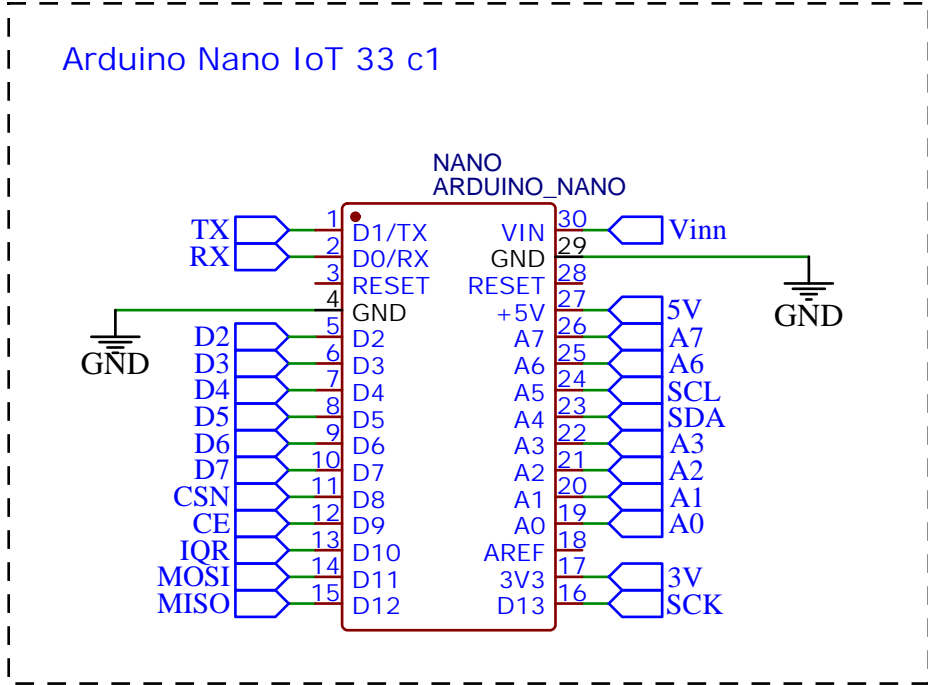 Arduino Nano IoT 33 c1
NANO
ARDUINO_NANO
TX 1 D1/TX VIN 30 Vinn
RX 2 D0/RX GND 29
3 RESET RESET 28
4 GND +5V 27 5V
GND
GND
D2 5 D2 A7 26 A7
D3 6 D3 A6 25 A6
D4 7 D4 A5 24 SCL
D5 8 D5 A4 23 SDA
D6 9 D6 A3 22 A3
D7 10 D7 A2 21 A2
CSN 11 D8 A1 20 A1
CE 12 D9 A0 19 A0
IQR 13 D10 AREF 18
MOSI 14 D11 3V3 17 3V
MISO 15 D12 D13 16 SCK